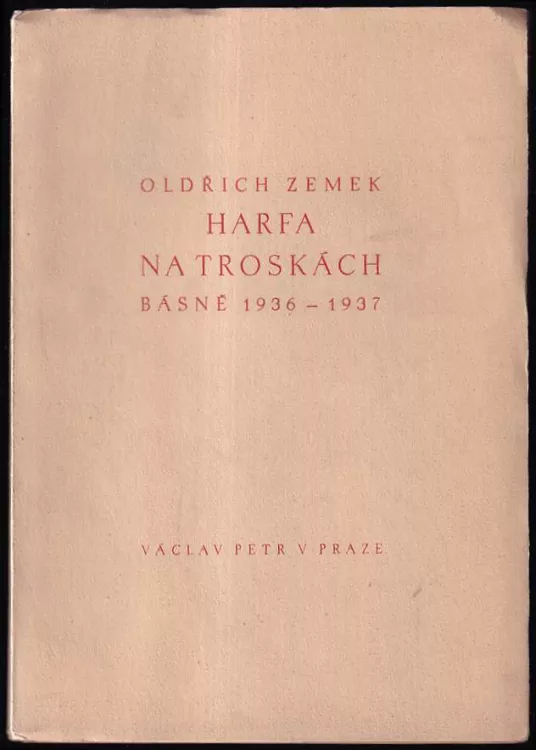 OLDŘICH ZEMEK
HARFA
NA TROSKÁCH
BÁSNĚ 1936 – 1937
VÁCLAV PETR V PRAZE